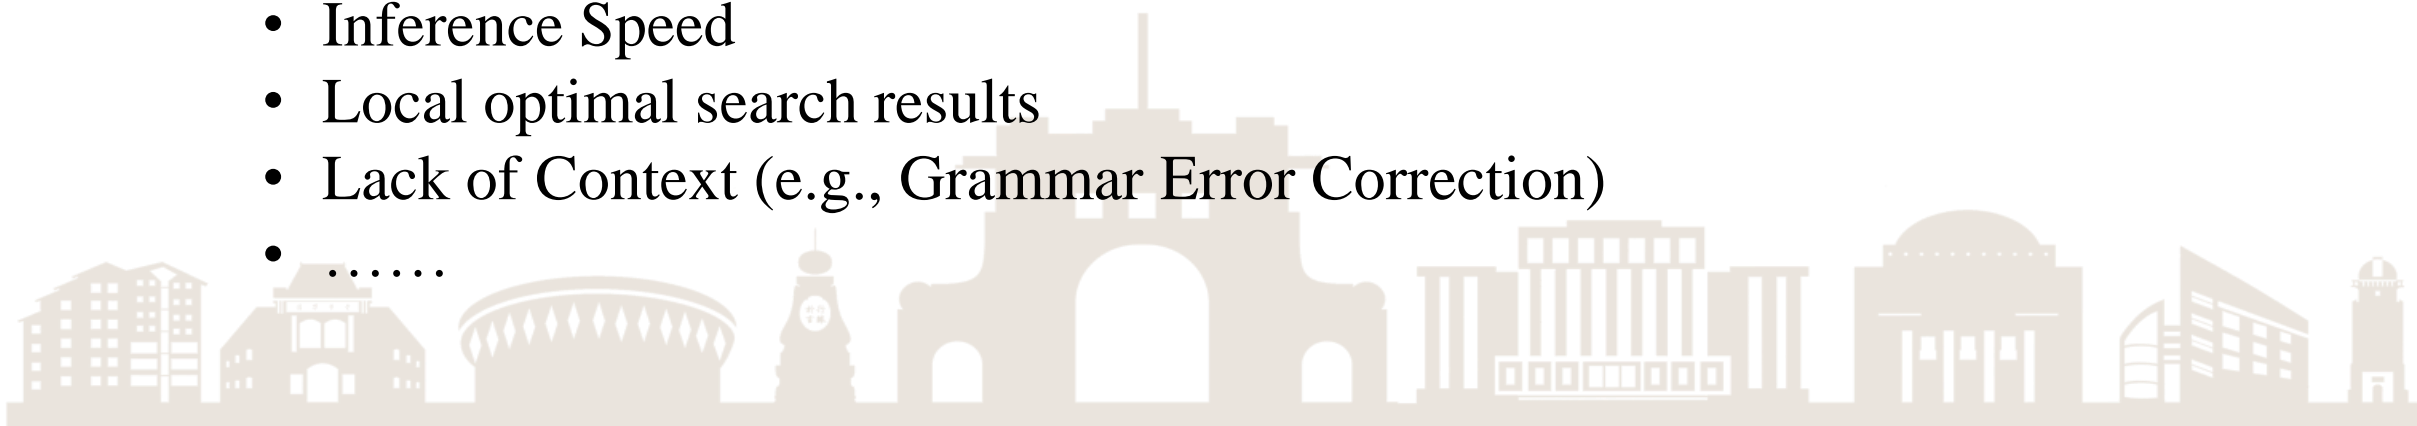 • Inference Speed
• Local optimal search results
• Lack of Context (e.g., Grammar Error Correction)
• ……